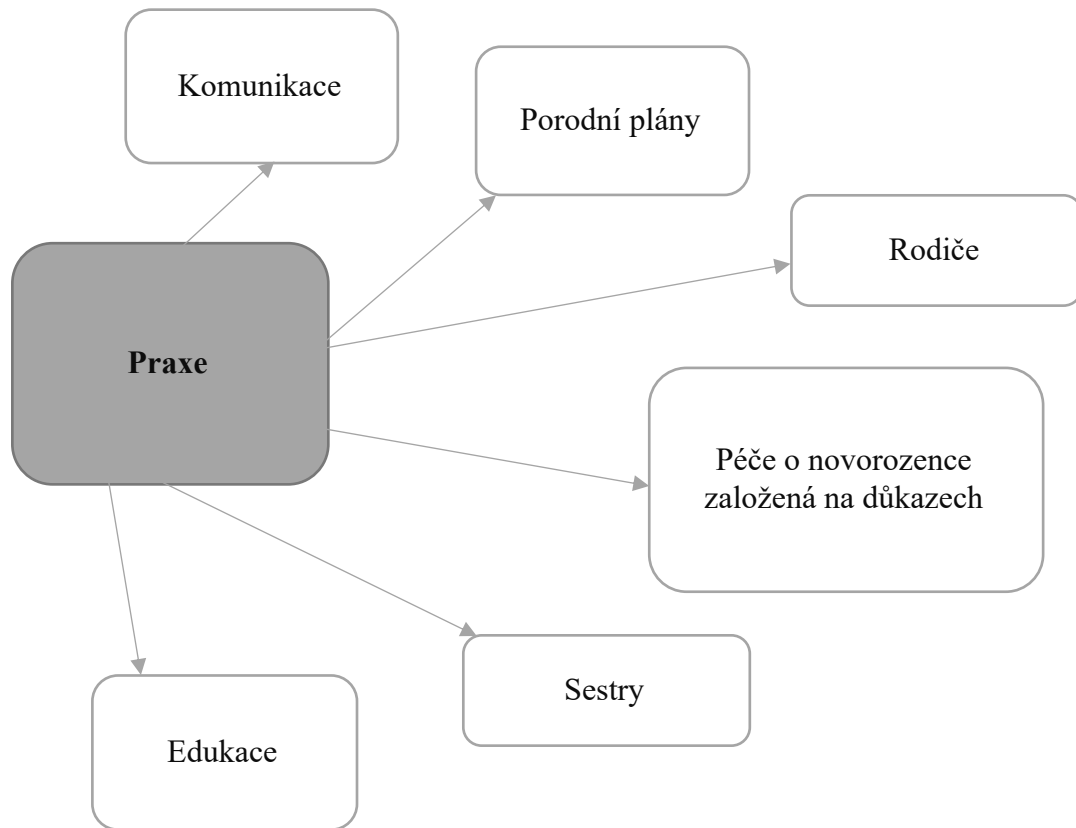 Komunikace
Porodní plány
Rodiče
Praxe
Péče o novorozence
založená na důkazech
Sestry
Edukace